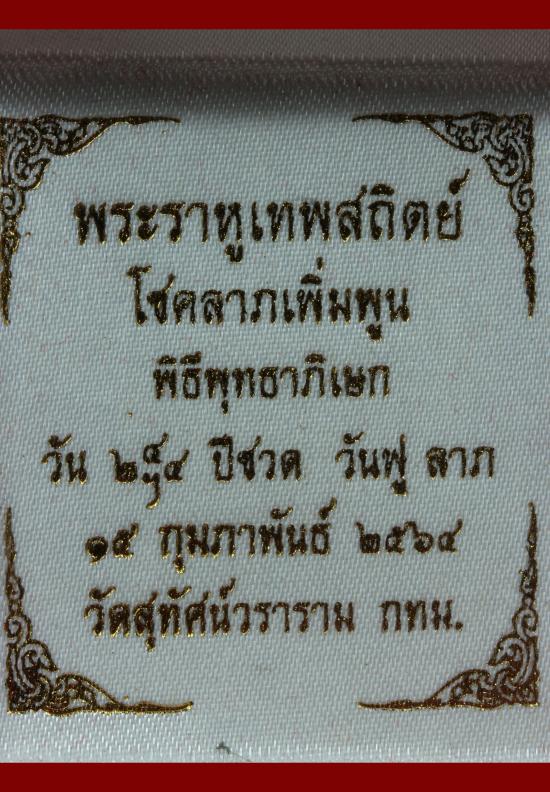 พระราหูเทพสถิตย์
โชคลาภเพิ่มพูน
พิธีพุทธาภิเษก
วัน ๒ ๔ฯ๔ ปีชวด วันฟู ลาภ
๑๕ กุมภาพันธ์ ๒๕๖๔
วัดสุทัศน์วราราม กทม.